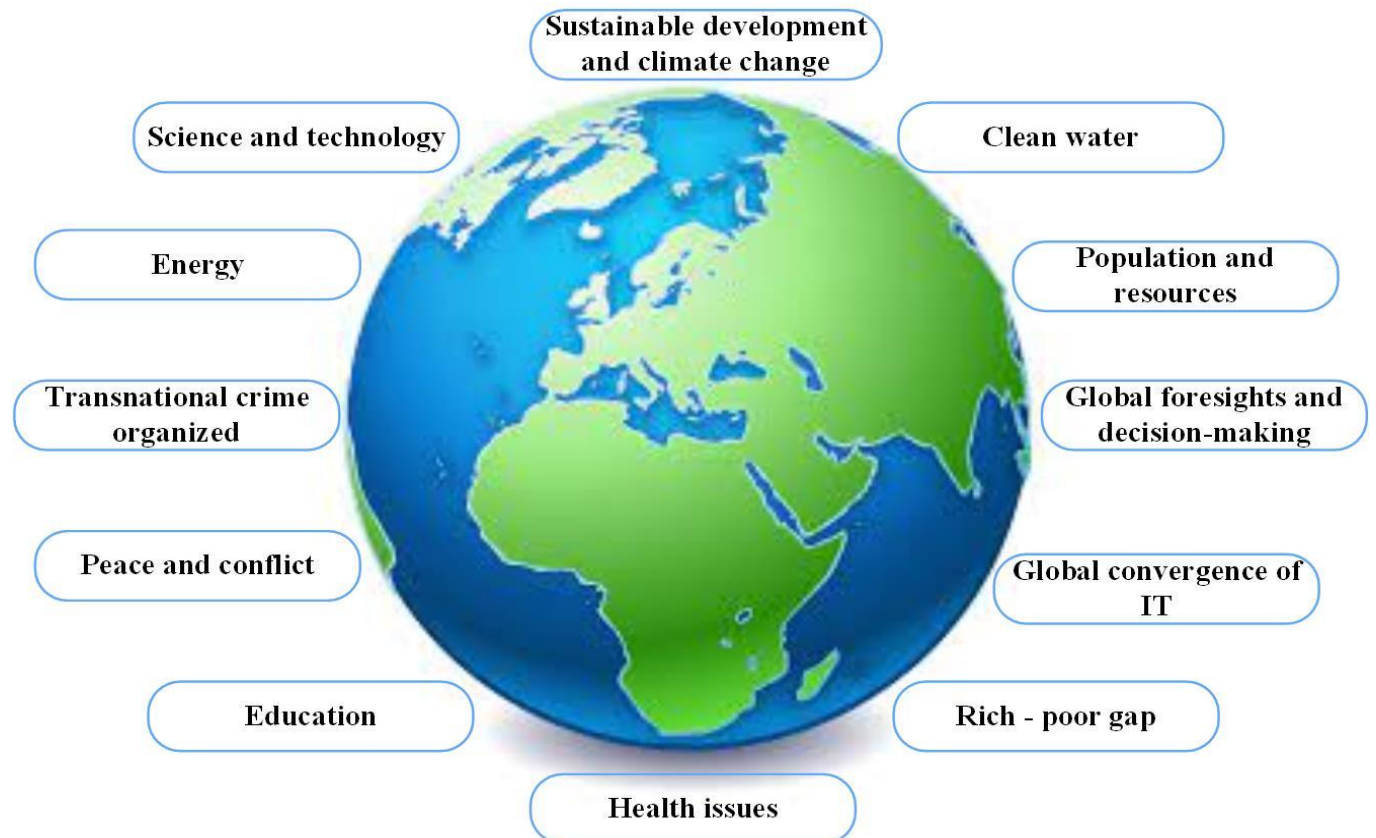 Sustainable development
and climate change
Science and technology
Clean water
Energy
Population and
resources
Transnational crime
organized
Global foresights and
decision-making
Peace and conflict
Global convergence of
IT
Education
Rich - poor gap
Health issues